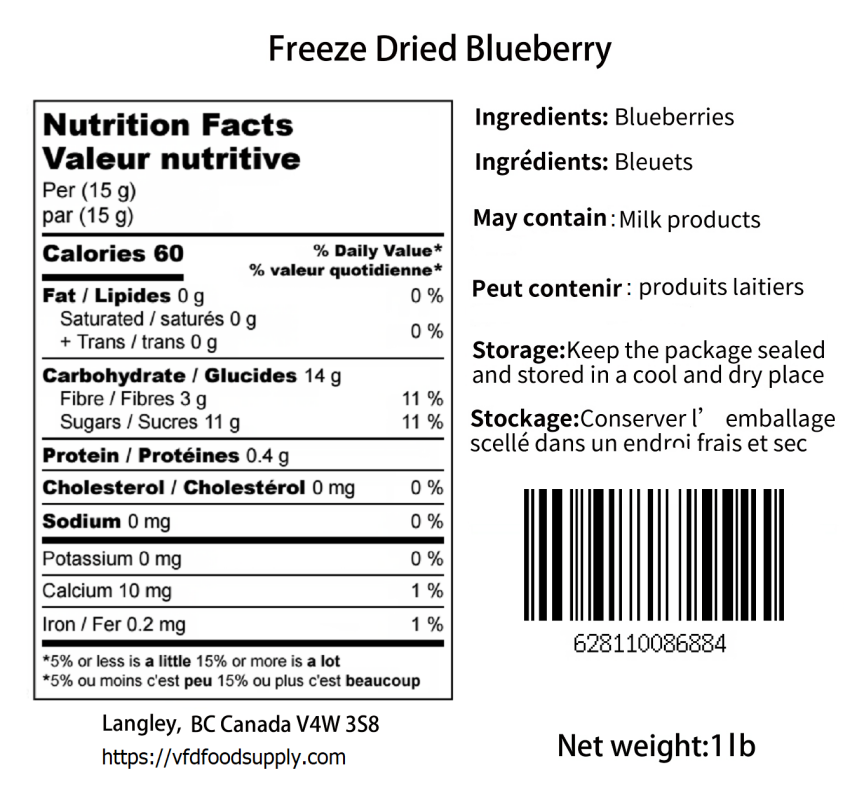 Freeze Dried Blueberry
Nutrition Facts
Valeur nutritive
Per (15 g)
par (15 g)
Calories 60
% Daily Value*
% valeur quotidienne*
Fat / Lipides 0 g 0 %
Saturated / saturés 0 g
+ Trans / trans 0 g
0 %
Carbohydrate / Glucides 14 g
Fibre / Fibres 3 g 11 %
Sugars / Sucres 11 g 11 %
Protein / Protéines 0.4 g
Cholesterol / Cholestérol 0 mg 0 %
Sodium 0 mg 0 %
Potassium 0 mg 0 %
Calcium 10 mg 1 %
Iron / Fer 0.2 mg 1 %
*5% or less is a little 15% or more is a lot
*5% ou moins c'est peu 15% ou plus c'est beaucoup
Langley, BC Canada V4W 3S8
https://vfdfoodsupply.com
Ingredients: Blueberries
Ingrédients: Bleuets
May contain : Milk products
Peut contenir : produits laitiers
Storage:Keep the package sealed
and stored in a cool and dry place
Stockage:Conserver l’ emballage
scellé dans un endroi frais et sec
628110086884
Net weight:1lb